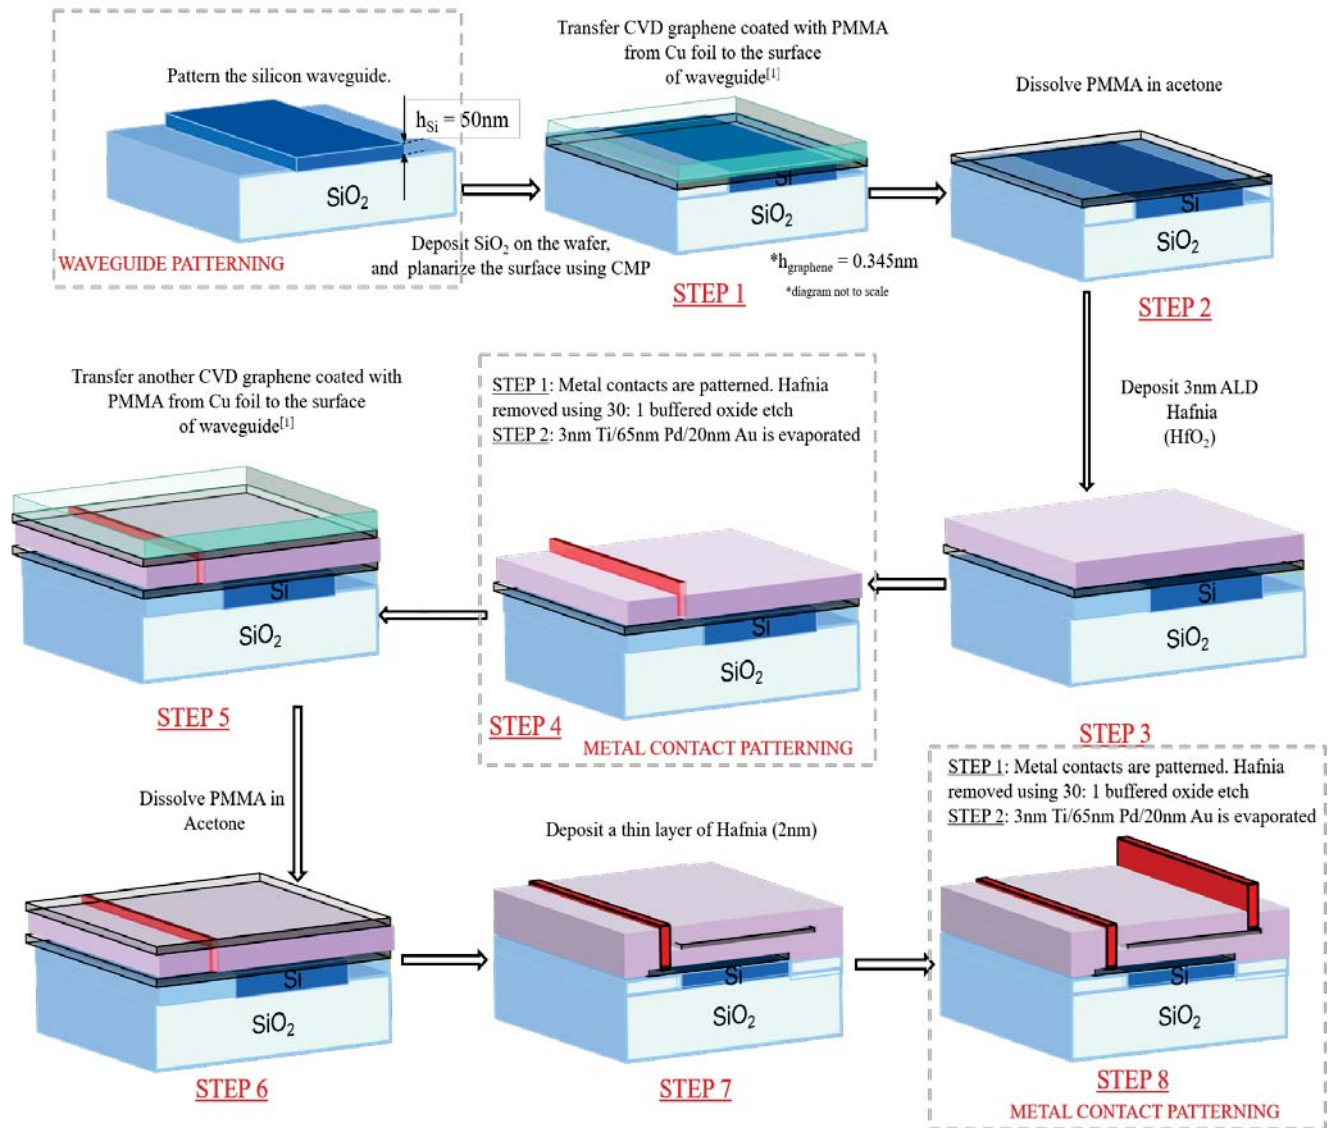 Pattern the silicon waveguide.
h_Si = 50nm
SiO₂
WAVEGUIDE PATTERNING
Transfer CVD graphene coated with PMMA
from Cu foil to the surface
of waveguide[1]
Si
SiO₂
Deposit SiO₂ on the wafer,
and planarize the surface using CMP
*h_graphene = 0.345nm
*diagram not to scale
STEP 1
Dissolve PMMA in acetone
Si
SiO₂
STEP 2
Deposit 3nm ALD
Hafnia
(HfO₂)
Si
SiO₂
STEP 3
STEP 1: Metal contacts are patterned. Hafnia
removed using 30: 1 buffered oxide etch
STEP 2: 3nm Ti/65nm Pd/20nm Au is evaporated
Si
SiO₂
STEP 4
METAL CONTACT PATTERNING
Transfer another CVD graphene coated with
PMMA from Cu foil to the surface
of waveguide[1]
Si
SiO₂
STEP 5
Dissolve PMMA in
Acetone
Si
SiO₂
STEP 6
Deposit a thin layer of Hafnia (2nm)
Si
SiO₂
STEP 7
STEP 1: Metal contacts are patterned. Hafnia
removed using 30: 1 buffered oxide etch
STEP 2: 3nm Ti/65nm Pd/20nm Au is evaporated
Si
SiO₂
STEP 8
METAL CONTACT PATTERNING